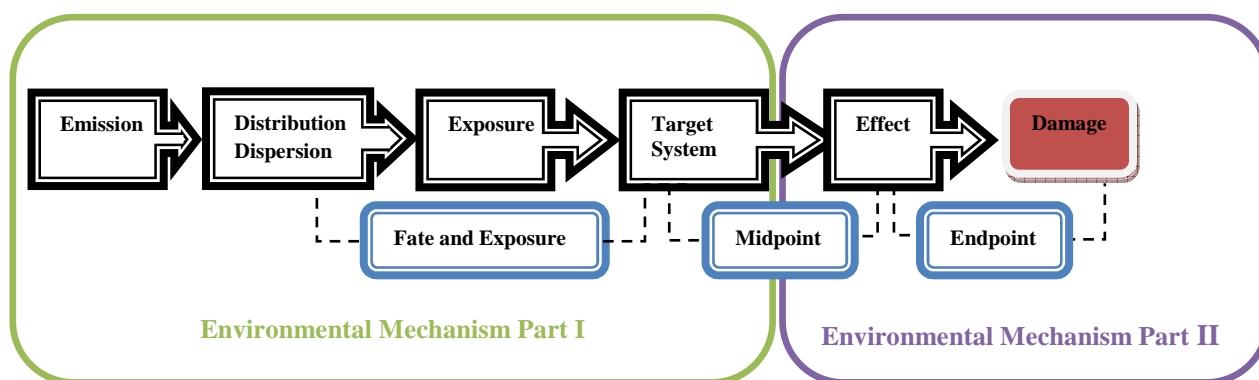 Emission
Distribution
Dispersion
Exposure
Target
System
Effect
Damage
Fate and Exposure
Midpoint
Endpoint
Environmental Mechanism Part I
Environmental Mechanism Part II